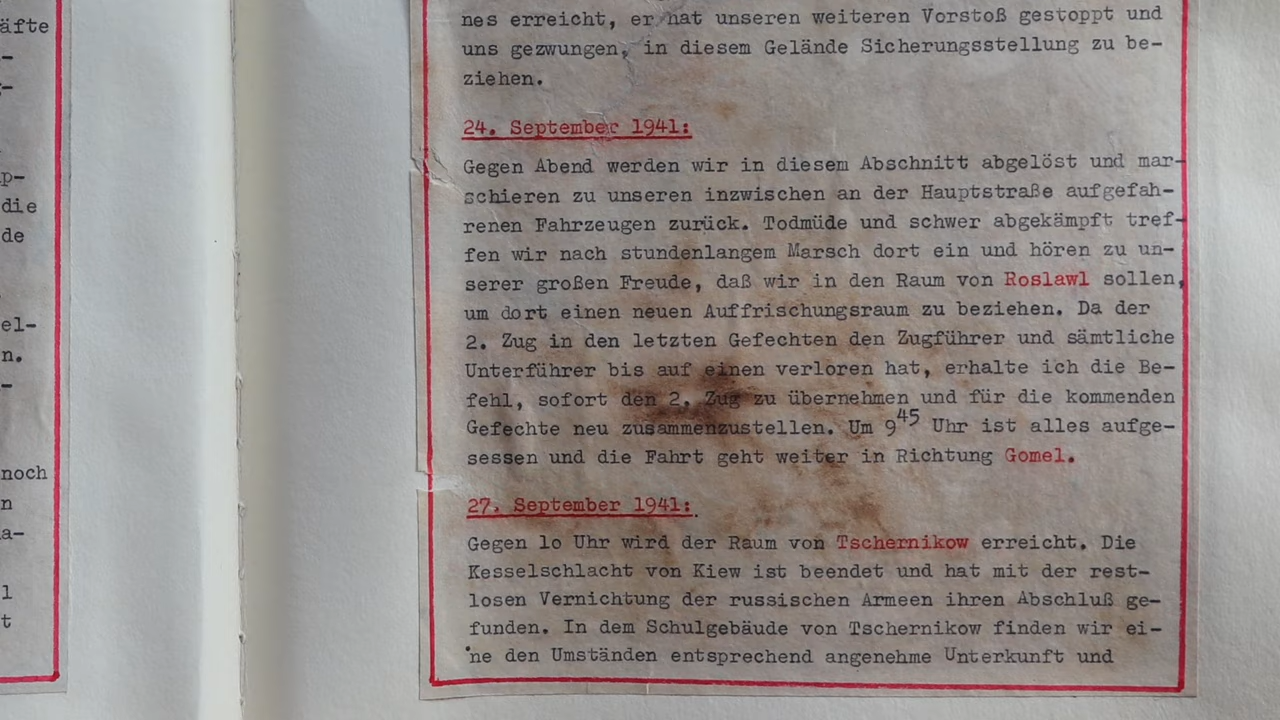 äfte
-
-
p-
die
de
el-
n.
-
noch
n
a-
l
t
nes erreicht, er hat unseren weiteren Vorstoß gestoppt und
uns gezwungen, in diesem Gelände Sicherungsstellung zu be-
ziehen.
24. September 1941:
Gegen Abend werden wir in diesem Abschnitt abgelöst und mar-
schieren zu unseren inzwischen an der Hauptstraße aufgefah-
renen Fahrzeugen zurück. Todmüde und schwer abgekämpft tref-
fen wir nach stundenlangem Marsch dort ein und hören zu un-
serer großen Freude, daß wir in den Raum von Roslawl sollen,
um dort einen neuen Auffrischungsraum zu beziehen. Da der
2. Zug in den letzten Gefechten den Zugführer und sämtliche
Unterführer bis auf einen verloren hat, erhalte ich die Be-
fehl, sofort den 2. Zug zu übernehmen und für die kommenden
Gefechte neu zusammenzustellen. Um 9⁴⁵ Uhr ist alles aufge-
sessen und die Fahrt geht weiter in Richtung Gomel.
27. September 1941:
Gegen lo Uhr wird der Raum von Tschernikow erreicht. Die
Kesselschlacht von Kiew ist beendet und hat mit der rest-
losen Vernichtung der russischen Armeen ihren Abschluß ge-
funden. In dem Schulgebäude von Tschernikow finden wir ei-
ne den Umständen entsprechend angenehme Unterkunft und